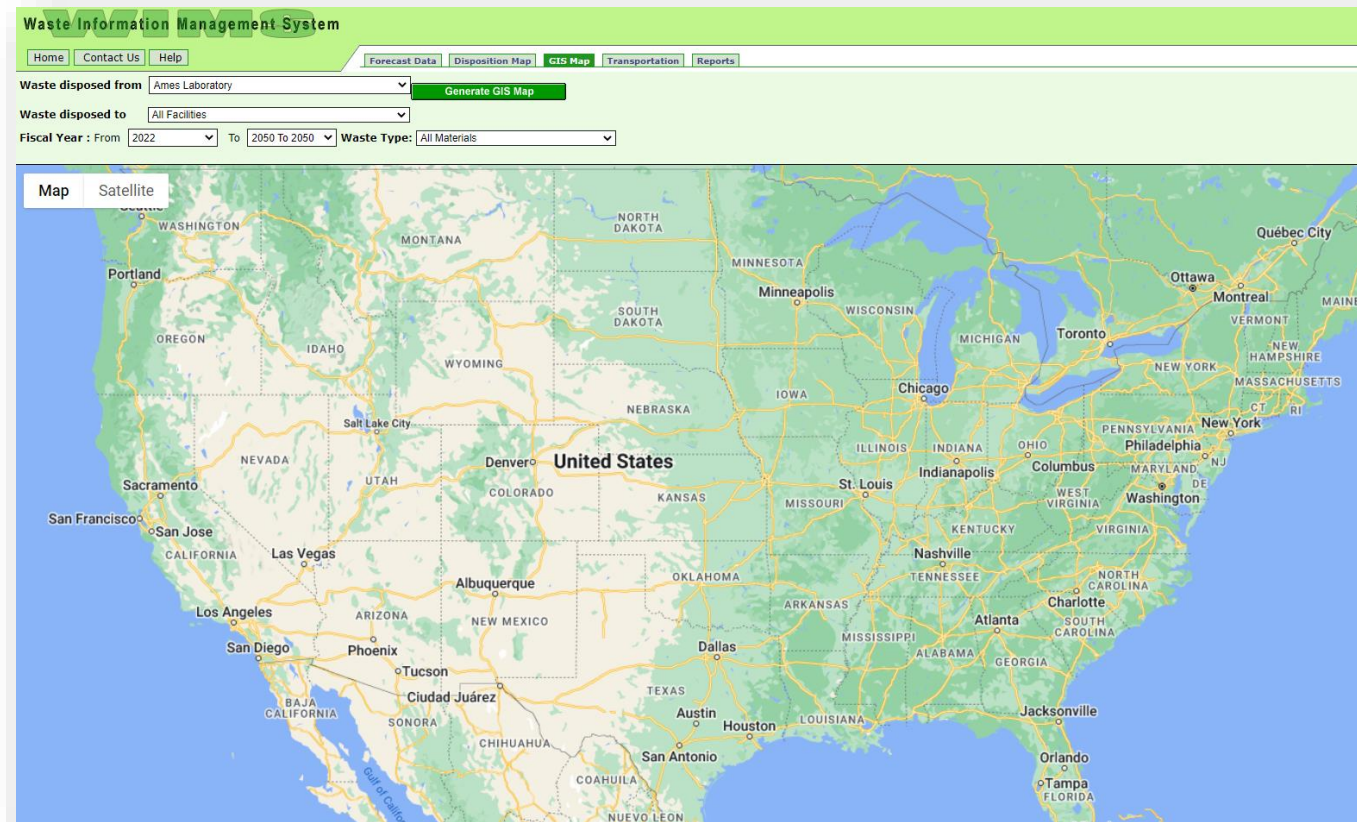 Waste Information Management System
WIMS
Home Contact Us Help
Forecast Data Disposition Map GIS Map Transportation Reports
Waste disposed from Ames Laboratory Generate GIS Map
Waste disposed to All Facilities
Fiscal Year : From 2022 To 2050 To 2050 Waste Type: All Materials
Map Satellite
WASHINGTON
NORTH
DAKOTA
MONTANA
Québec City
MINNESOTA
Portland
Ottawa
Minneapolis
Montreal
MAINE
SOUTH
DAKOTA
WISCONSIN
VERMONT
OREGON
MICHIGAN
Toronto
IDAHO
NEW
HAMPSHIRE
WYOMING
NEW YORK
MASSACHUSETTS
Chicago
IOWA
NEBRASKA
CT RI
Salt Lake City
PENNSYLVANIA
New York
ILLINOIS
INDIANA
OHIO
Philadelphia
NEVADA
Denver
United States
Columbus
MARYLAND
NJ
Indianapolis
UTAH
St. Louis
DE
Sacramento
COLORADO
KANSAS
MISSOURI
WEST
VIRGINIA
Washington
San Francisco
San Jose
KENTUCKY
VIRGINIA
CALIFORNIA
Las Vegas
Nashville
Albuquerque
OKLAHOMA
TENNESSEE
NORTH
CAROLINA
Los Angeles
ARIZONA
NEW MEXICO
ARKANSAS
Charlotte
Atlanta
SOUTH
CAROLINA
San Diego
Phoenix
Dallas
MISSISSIPPI
ALABAMA
GEORGIA
Tucson
Ciudad Juárez
TEXAS
BAJA
CALIFORNIA
SONORA
Austin
LOUISIANA
Jacksonville
Houston
CHIHUAHUA
San Antonio
Orlando
COAHUILA
Gulf of
Tampa
FLORIDA
NUEVO LEON